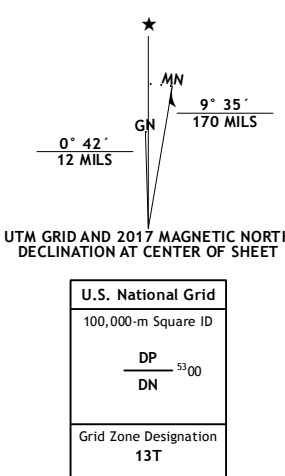 ★
MN
GN
9° 35´
170 MILS
0° 42´
12 MILS
UTM GRID AND 2017 MAGNETIC NORTH
DECLINATION AT CENTER OF SHEET
U.S. National Grid
100,000-m Square ID
DP
5300
DN
Grid Zone Designation
13T